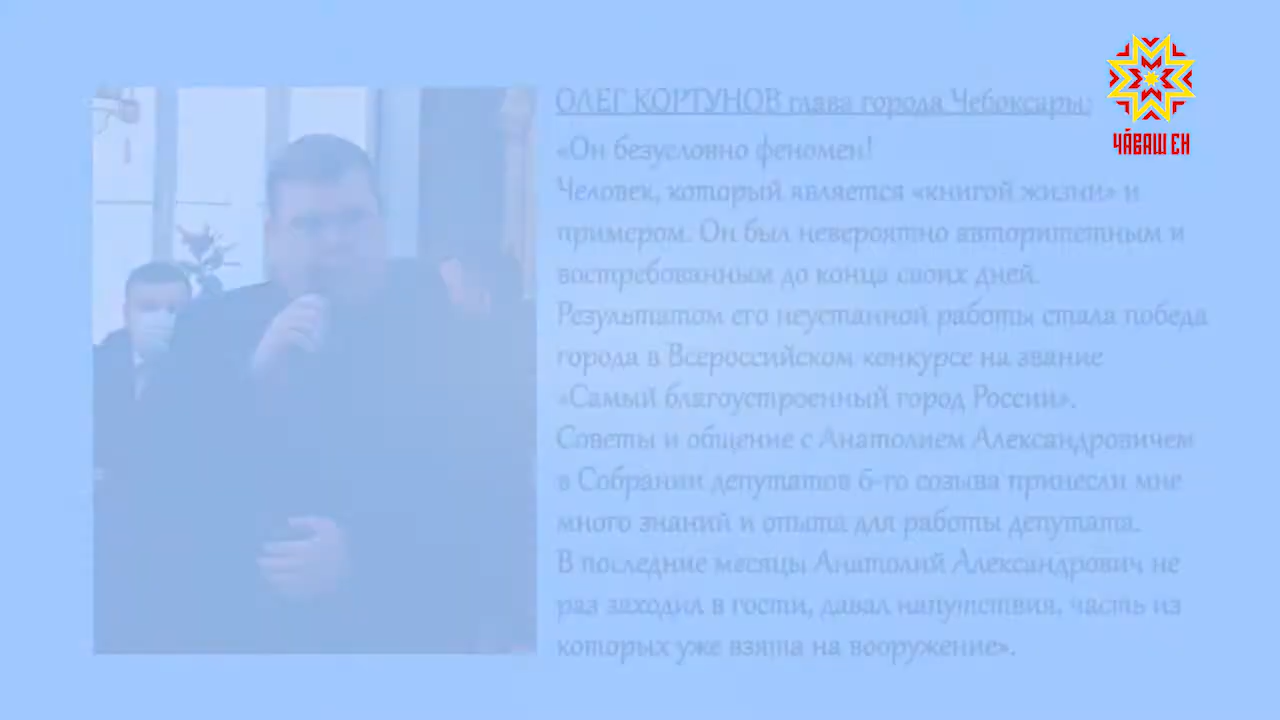 ОЛЕГ КОРТУНОВ глава города Чебоксары:
«Он безусловно феномен!
Человек, который является «книгой жизни» и
примером. Он был невероятно авторитетным и
востребованным до конца своих дней.
Результатом его неустанной работы стала победа
города в Всероссийском конкурсе на звание
«Самый благоустроенный город России».
Советы и общение с Анатолием Александровичем
в Собрании депутатов 6-го созыва принесли мне
много знаний и опыта для работы депутата.
В последние месяцы Анатолий Александрович не
раз заходил в гости, давал напутствия, часть из
которых уже взята на вооружение».
ЧӐВАШ ЕН